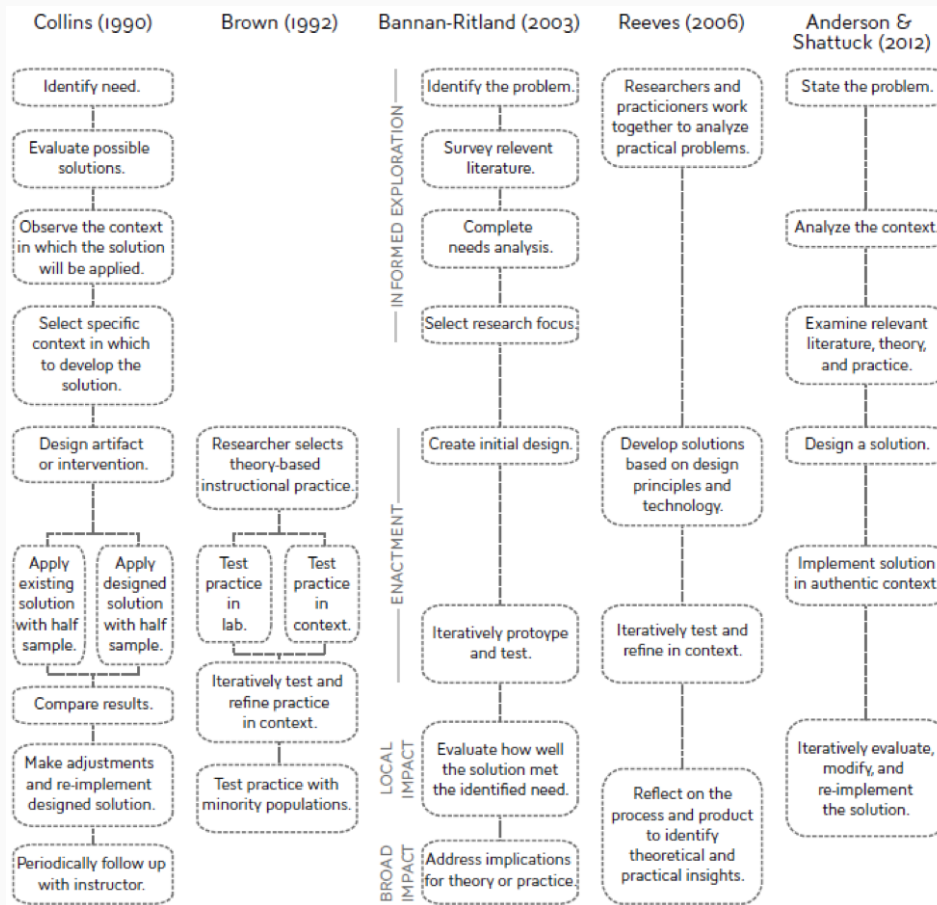 Collins (1990)
Identify need.
Evaluate possible
solutions.
Observe the context
in which the solution
will be applied.
Select specific
context in which
to develop the
solution.
Design artifact
or intervention.
Apply
existing
solution
with half
sample.
Apply
designed
solution
with half
sample.
Compare results.
Make adjustments
and re-implement
designed solution.
Periodically follow up
with instructor.
Brown (1992)
Researcher selects
theory-based
instructional practice.
Test
practice
in
lab.
Test
practice
in
context.
Iteratively test and
refine practice
in context.
Test practice with
minority populations.
Bannan-Ritland (2003)
INFORMED EXPLORATION
Identify the problem.
Survey relevent
literature.
Complete
needs analysis.
Select research focus.
ENACTMENT
Create initial design.
Iteratively protoype
and test.
LOCAL
IMPACT
Evaluate how well
the solution met
the identified need.
BROAD
IMPACT
Address implications
for theory or practice.
Reeves (2006)
Researchers and
practicioners work
together to analyze
practical problems.
Develop solutions
based on design
principles and
technology.
Iteratively test and
refine in context.
Reflect on the
process and product
to identify
theoretical and
practical insights.
Anderson &
Shattuck (2012)
State the problem.
Analyze the context.
Examine relevant
literature, theory,
and practice.
Design a solution.
Implement solution
in authentic context.
Iteratively evaluate,
modify, and
re-implement
the solution.